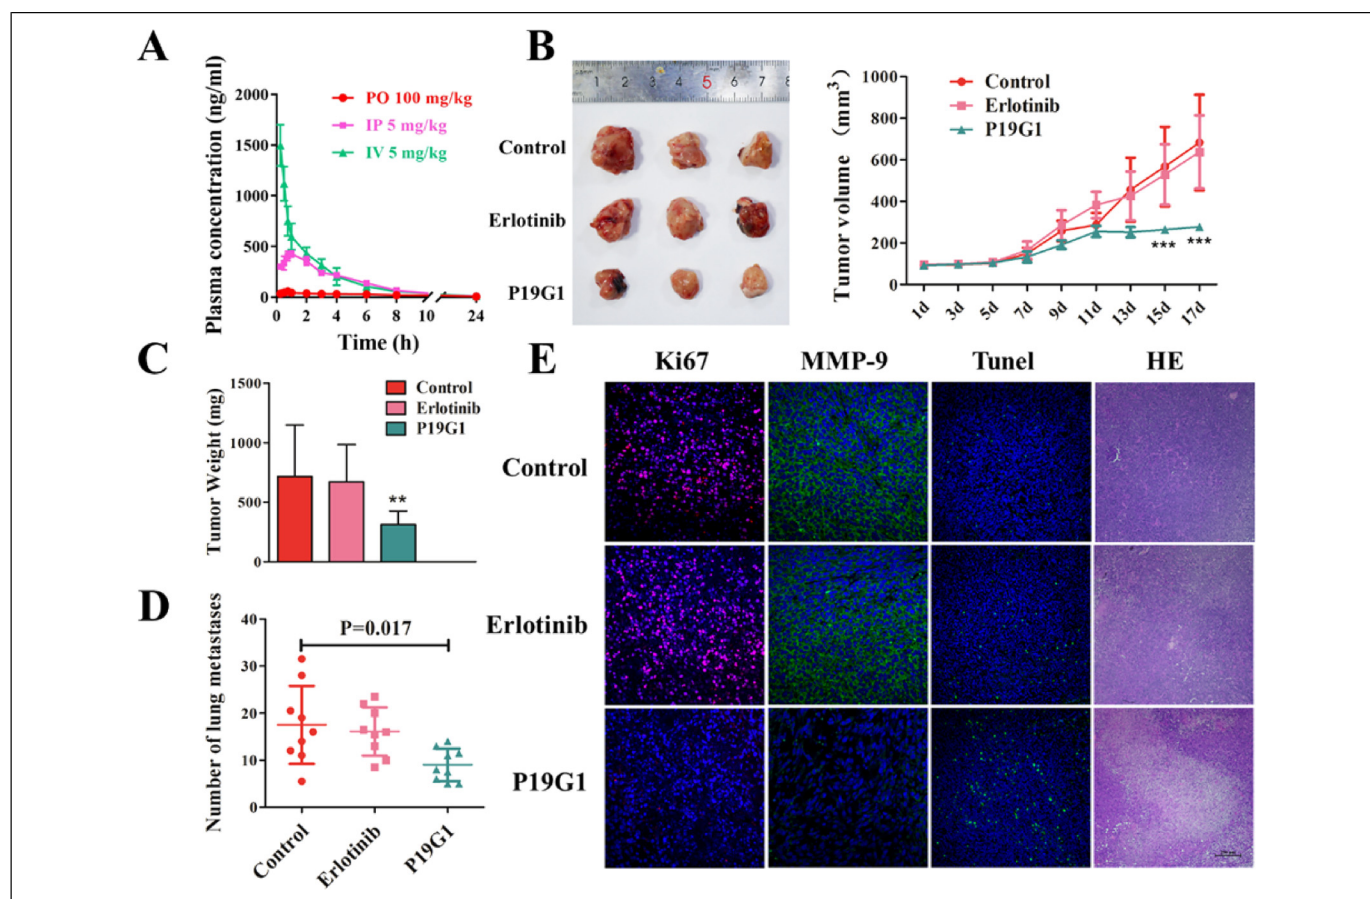 A
Plasma concentration (ng/ml)
2000
1500
1000
500
0
PO 100 mg/kg
IP 5 mg/kg
IV 5 mg/kg
0 2 4 6 8 10 24
Time (h)
B
1 2 3 4 5 6 7 8
Control
Erlotinib
P19G1
Tumor volume (mm³)
1000
800
600
400
200
0
Control
Erlotinib
P19G1
*** ***
1d 3d 5d 7d 9d 11d 13d 15d 17d
C
Tumor Weight (mg)
1500
1000
500
0
Control
Erlotinib
P19G1
**
D
Number of lung metastases
40
30
20
10
0
P=0.017
Control Erlotinib P19G1
E
Ki67 MMP-9 Tunel HE
Control
Erlotinib
P19G1